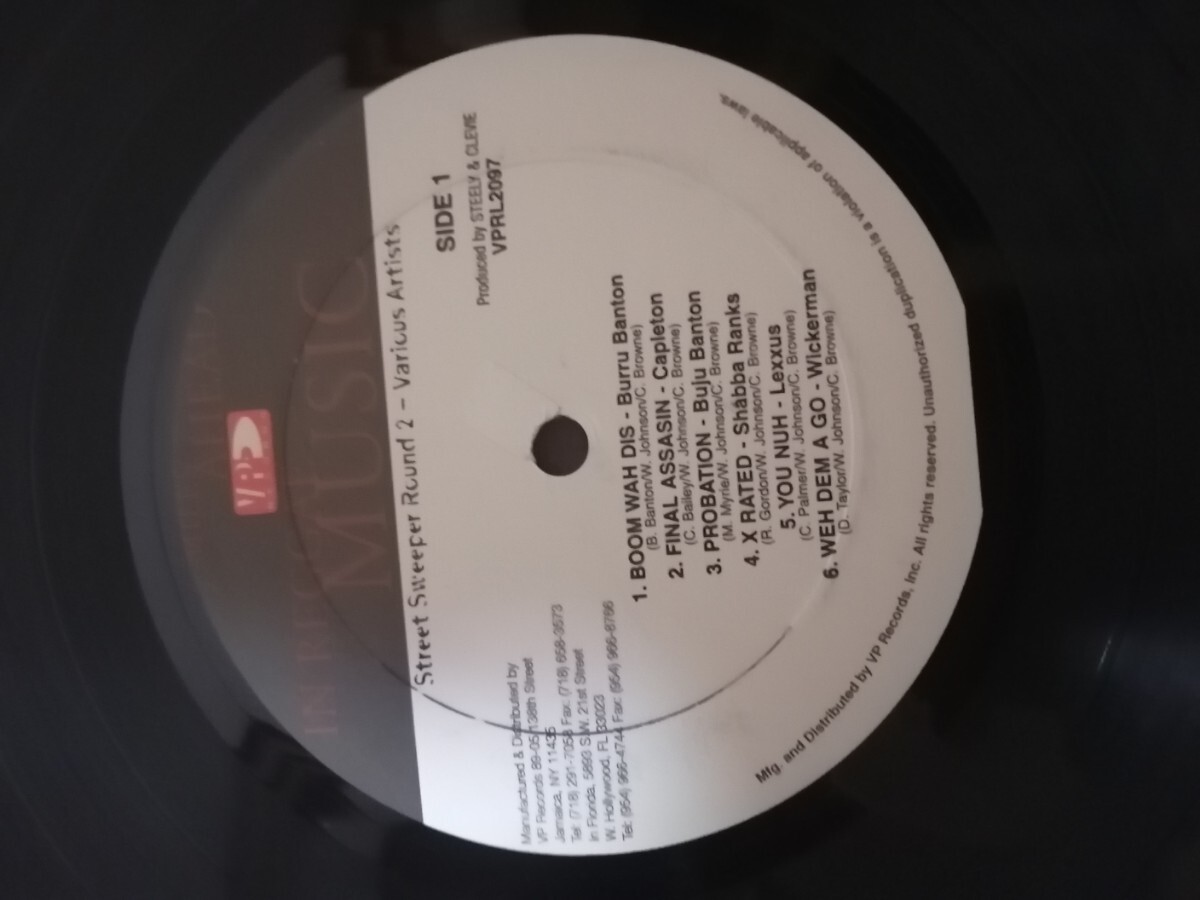 VP
MUSIC
Street Sweeper Round 2 - Various Artists
SIDE 1
Produced by STEELY & CLEVIE
VPRL2097
Manufactured & Distributed by
VP Records 89-05 138th Street
Jamaica, NY 11435
Tel: (718) 291-7058 Fax: (718) 658-3573
In Florida, 5893 S.W. 21st Street
W. Hollywood, FL 33023
Tel: (954) 966-4744 Fax: (954) 966-8766
1. BOOM WAH DIS - Burru Banton
(B. Banton/W. Johnson/C. Browne)
2. FINAL ASSASIN - Capleton
(C. Bailey/W. Johnson/C. Browne)
3. PROBATION - Buju Banton
(M. Myrie/W. Johnson/C. Browne)
4. X RATED - Shabba Ranks
(R. Gordon/W. Johnson/C. Browne)
5. YOU NUH - Lexxus
(C. Palmer/W. Johnson/C. Browne)
6. WEH DEM A GO - Wickerman
(D. Taylor/W. Johnson/C. Browne)
Mfg. and Distributed by VP Records, Inc. All rights reserved. Unauthorized duplication is a violation of applicable laws.